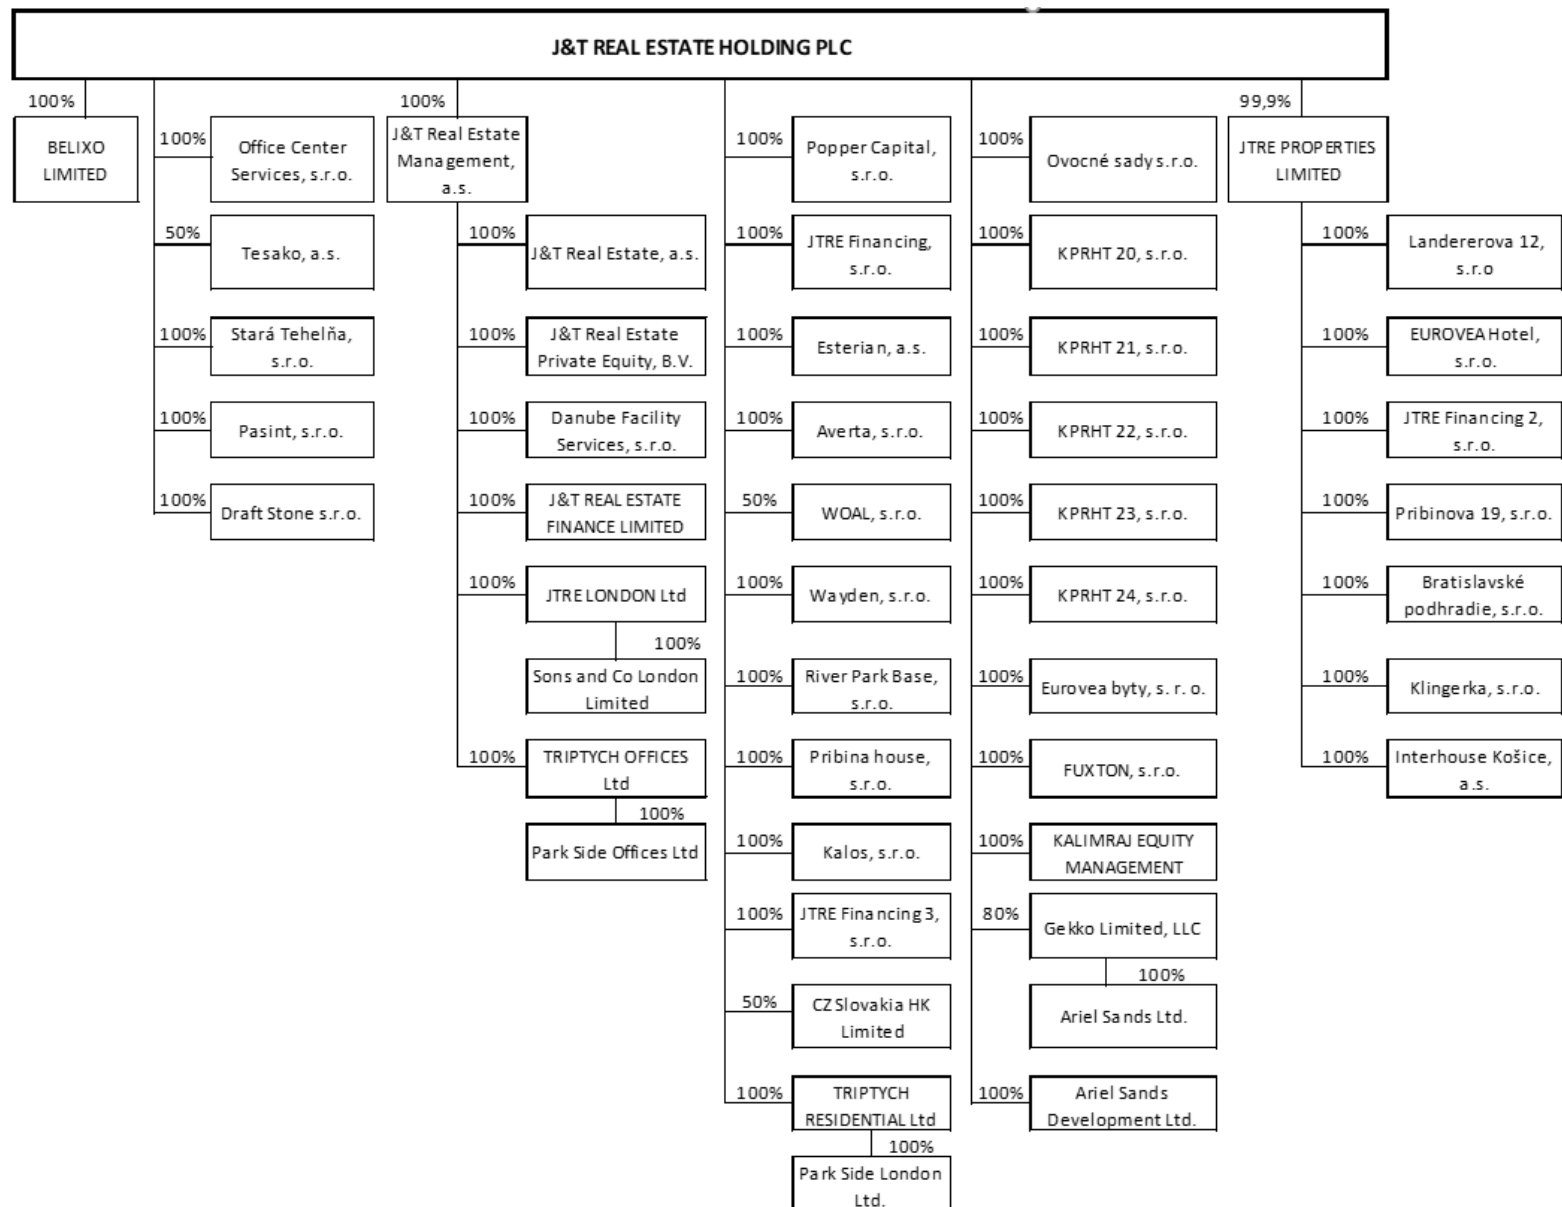 J&T REAL ESTATE HOLDING PLC
100%
BELIXO
LIMITED
100%
Office Center
Services, s.r.o.
50%
Tesako, a.s.
100%
Stará Tehelňa,
s.r.o.
100%
Pasint, s.r.o.
100%
Draft Stone s.r.o.
100%
J&T Real Estate
Management,
a.s.
100%
J&T Real Estate, a.s.
100%
J&T Real Estate
Private Equity, B.V.
100%
Danube Facility
Services, s.r.o.
100%
J&T REAL ESTATE
FINANCE LIMITED
100%
JTRE LONDON Ltd
100%
Sons and Co London
Limited
100%
TRIPTYCH OFFICES
Ltd
100%
Park Side Offices Ltd
100%
Popper Capital,
s.r.o.
100%
JTRE Financing,
s.r.o.
100%
Esterian, a.s.
100%
Averta, s.r.o.
50%
WOAL, s.r.o.
100%
Wayden, s.r.o.
100%
River Park Base,
s.r.o.
100%
Pribina house,
s.r.o.
100%
Kalos, s.r.o.
100%
JTRE Financing 3,
s.r.o.
50%
CZ Slovakia HK
Limited
100%
TRIPTYCH
RESIDENTIAL Ltd
100%
Park Side London
Ltd.
100%
Ovocné sady s.r.o.
100%
KPRHT 20, s.r.o.
100%
KPRHT 21, s.r.o.
100%
KPRHT 22, s.r.o.
100%
KPRHT 23, s.r.o.
100%
KPRHT 24, s.r.o.
100%
Eurovea byty, s. r. o.
100%
FUXTON, s.r.o.
100%
KALIMRAJ EQUITY
MANAGEMENT
80%
Gekko Limited, LLC
100%
Ariel Sands Ltd.
100%
Ariel Sands
Development Ltd.
99,9%
JTRE PROPERTIES
LIMITED
100%
Landererova 12,
s.r.o
100%
EUROVEA Hotel,
s.r.o.
100%
JTRE Financing 2,
s.r.o.
100%
Pribinova 19, s.r.o.
100%
Bratislavské
podhradie, s.r.o.
100%
Klingerka, s.r.o.
100%
Interhouse Košice,
a.s.